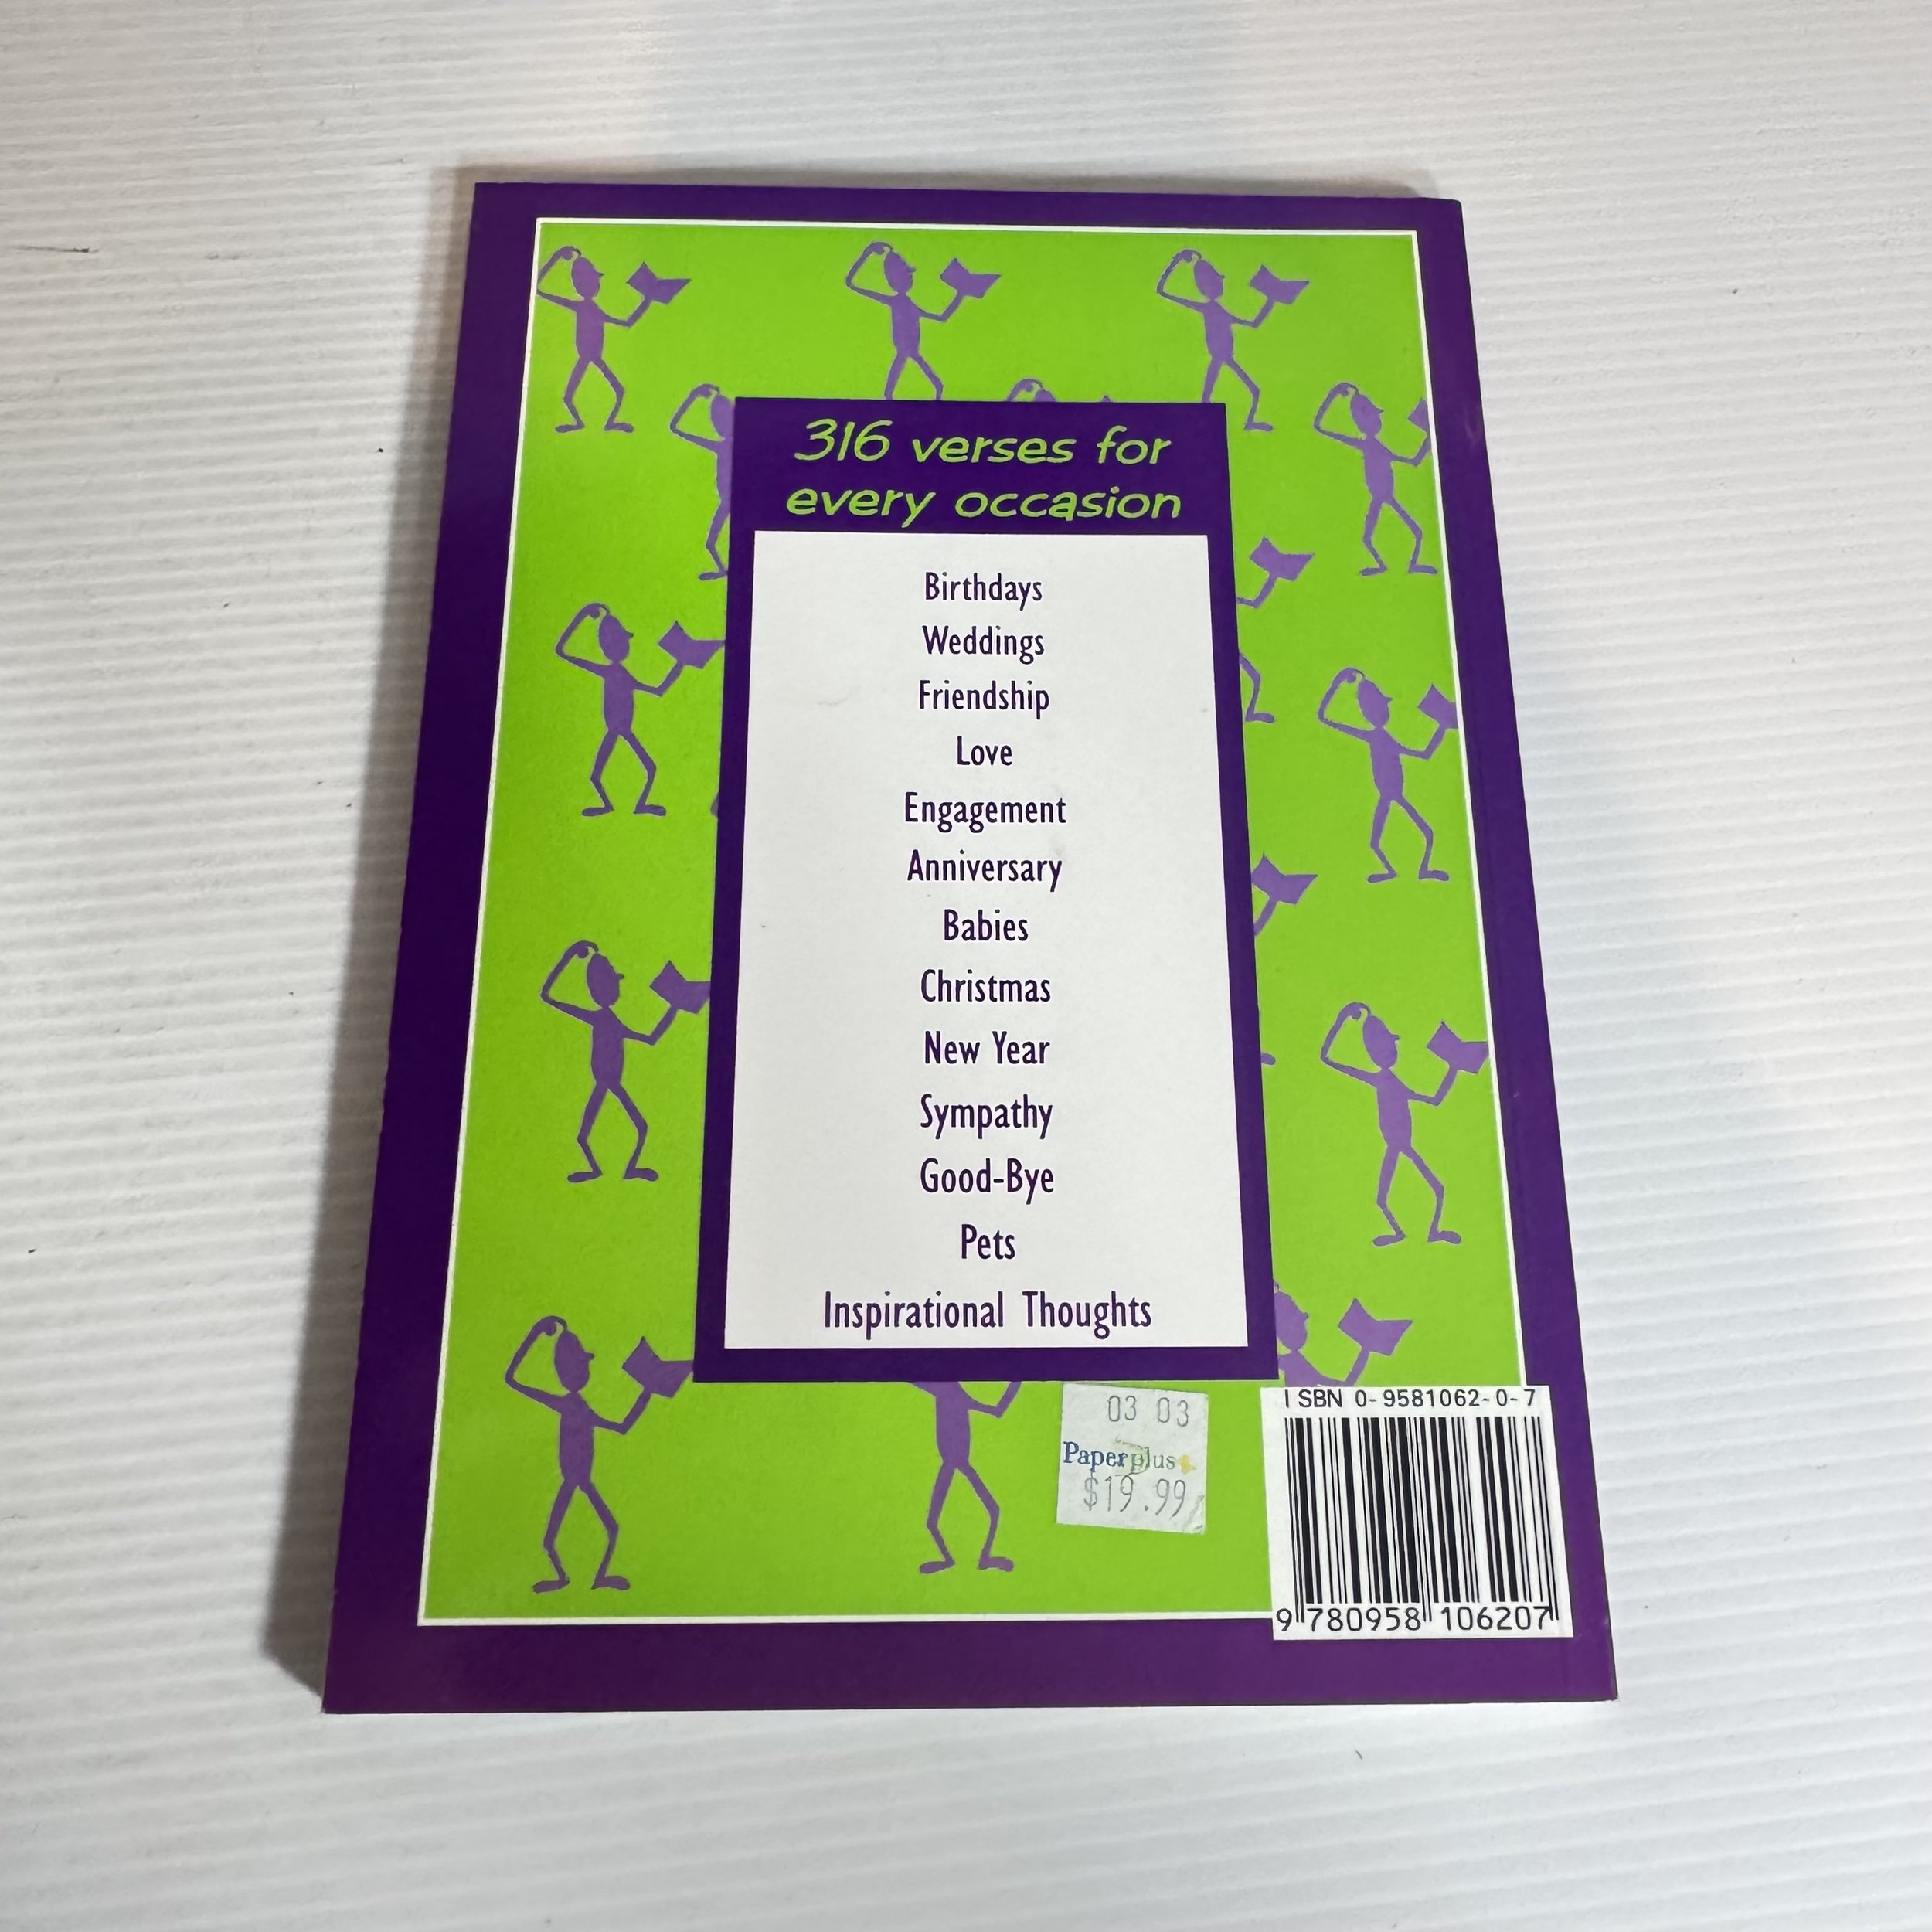 316 verses for
every occasion
Birthdays
Weddings
Friendship
Love
Engagement
Anniversary
Babies
Christmas
New Year
Sympathy
Good-Bye
Pets
Inspirational Thoughts
03 03
Paperplus
$19.99
ISBN 0-9581062-0-7
9 780958 106207